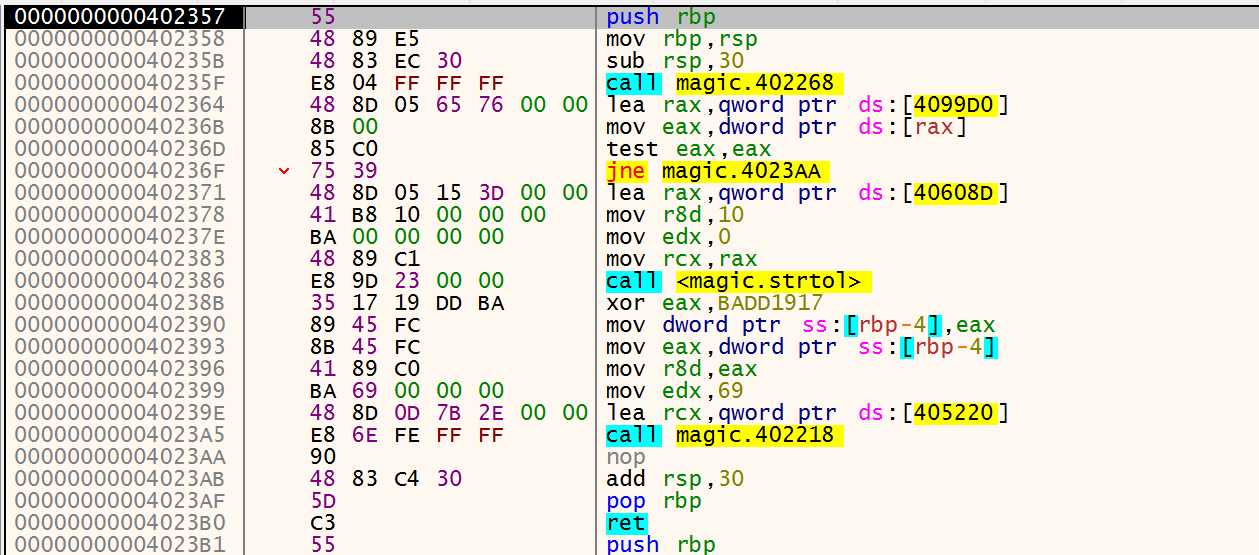 0000000000402357 55 push rbp
0000000000402358 48 89 E5 mov rbp,rsp
000000000040235B 48 83 EC 30 sub rsp,30
000000000040235F E8 04 FF FF FF call magic.402268
0000000000402364 48 8D 05 65 76 00 00 lea rax,qword ptr ds:[4099D0]
000000000040236B 8B 00 mov eax,dword ptr ds:[rax]
000000000040236D 85 C0 test eax,eax
000000000040236F 75 39 jne magic.4023AA
0000000000402371 48 8D 05 15 3D 00 00 lea rax,qword ptr ds:[40608D]
0000000000402378 41 B8 10 00 00 00 mov r8d,10
000000000040237E BA 00 00 00 00 mov edx,0
0000000000402383 48 89 C1 mov rcx,rax
0000000000402386 E8 9D 23 00 00 call <magic.strtol>
000000000040238B 35 17 19 DD BA xor eax,BADD1917
0000000000402390 89 45 FC mov dword ptr ss:[rbp-4],eax
0000000000402393 8B 45 FC mov eax,dword ptr ss:[rbp-4]
0000000000402396 41 89 C0 mov r8d,eax
0000000000402399 BA 69 00 00 00 mov edx,69
000000000040239E 48 8D 0D 7B 2E 00 00 lea rcx,qword ptr ds:[405220]
00000000004023A5 E8 6E FE FF FF call magic.402218
00000000004023AA 90 nop
00000000004023AB 48 83 C4 30 add rsp,30
00000000004023AF 5D pop rbp
00000000004023B0 C3 ret
00000000004023B1 55 push rbp